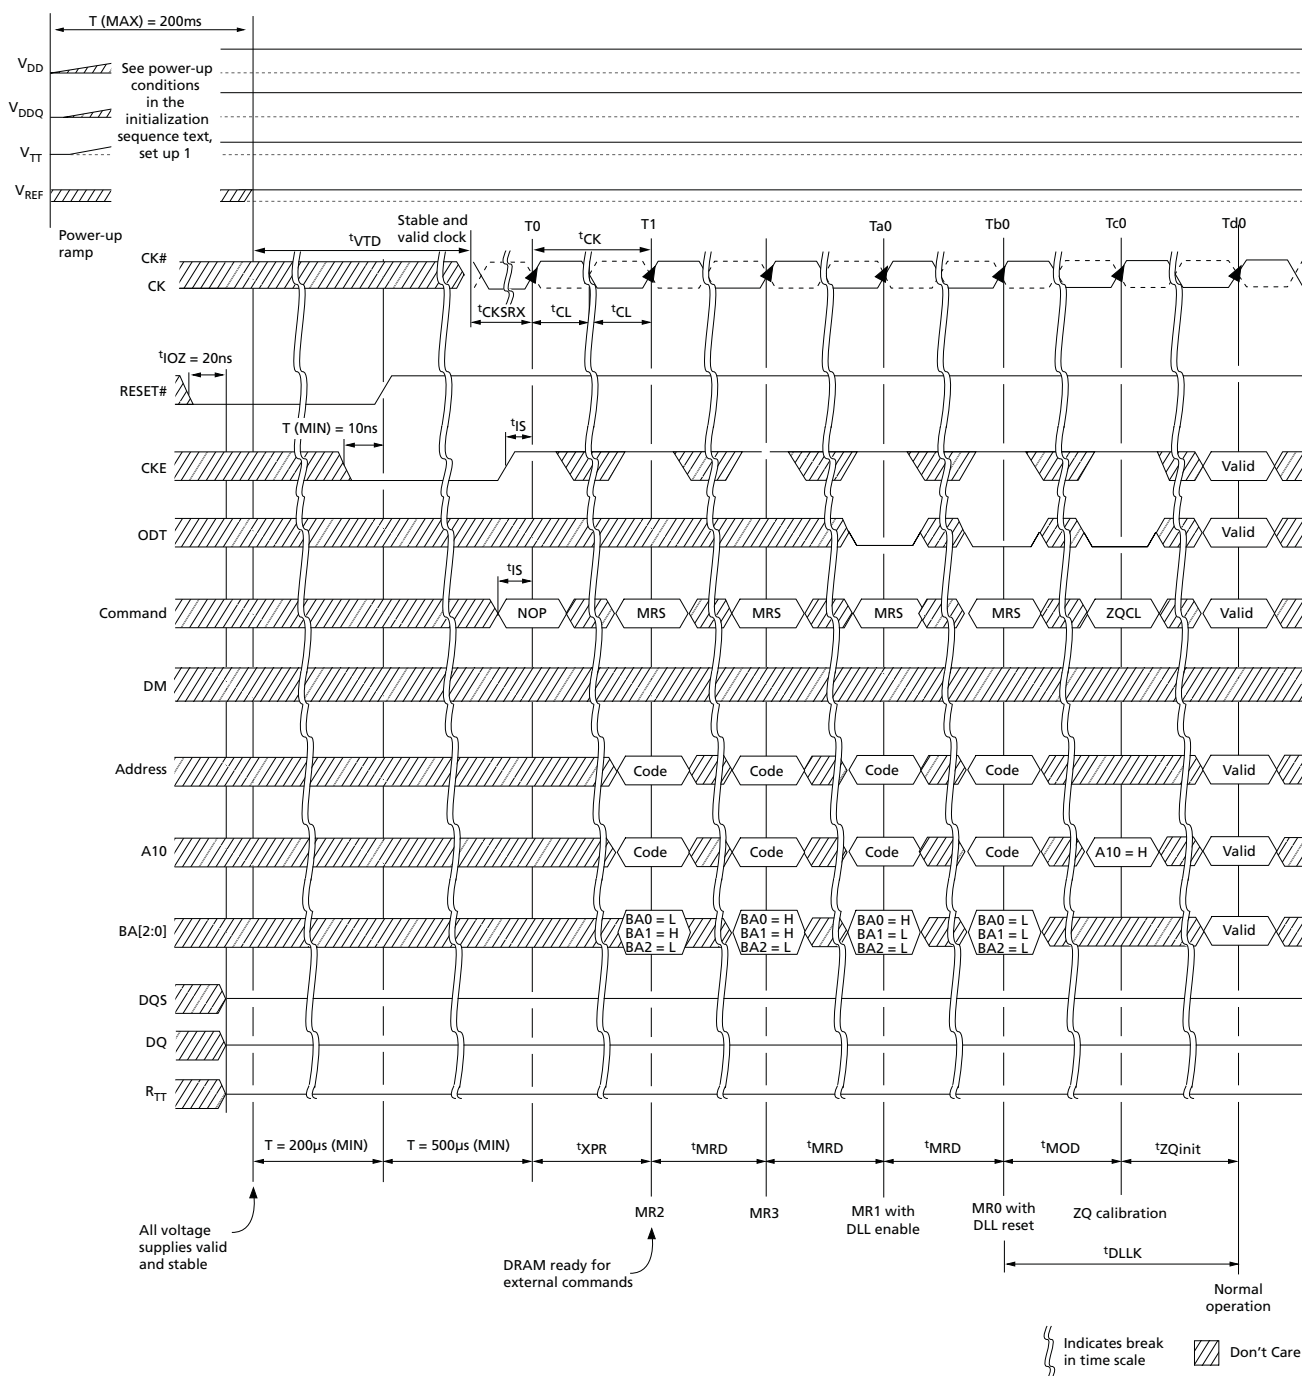 T (MAX) = 200ms
VDD
See power-up
conditions
in the
initialization
sequence text,
set up 1
VDDQ
VTT
VREF
Power-up
ramp
tVTD
Stable and
valid clock
T0
T1
Ta0
Tb0
Tc0
Td0
tCK
CK#
CK
tCKSRX
tCL
tCL
tIOZ = 20ns
RESET#
T (MIN) = 10ns
tIS
CKE
Valid
ODT
Valid
tIS
Command
NOP
MRS
MRS
MRS
MRS
ZQCL
Valid
DM
Address
Code
Code
Code
Code
Valid
A10
Code
Code
Code
Code
A10 = H
Valid
BA[2:0]
BA0 = L
BA1 = H
BA2 = L
BA0 = H
BA1 = H
BA2 = L
BA0 = H
BA1 = L
BA2 = L
BA0 = L
BA1 = L
BA2 = L
Valid
DQS
DQ
RTT
T = 200µs (MIN)
T = 500µs (MIN)
tXPR
tMRD
tMRD
tMRD
tMOD
tZQinit
All voltage
supplies valid
and stable
MR2
MR3
MR1 with
DLL enable
MR0 with
DLL reset
ZQ calibration
DRAM ready for
external commands
tDLLK
Normal
operation
Indicates break
in time scale
Don't Care